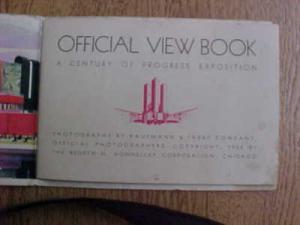 OFFICIAL VIEW BOOK
A CENTURY OF PROGRESS EXPOSITION
PHOTOGRAPHS BY KAUFMANN & FABRY COMPANY,
OFFICIAL PHOTOGRAPHERS COPYRIGHT, 1933 BY
THE REUBEN H. DONNELLEY CORPORATION, CHICAGO